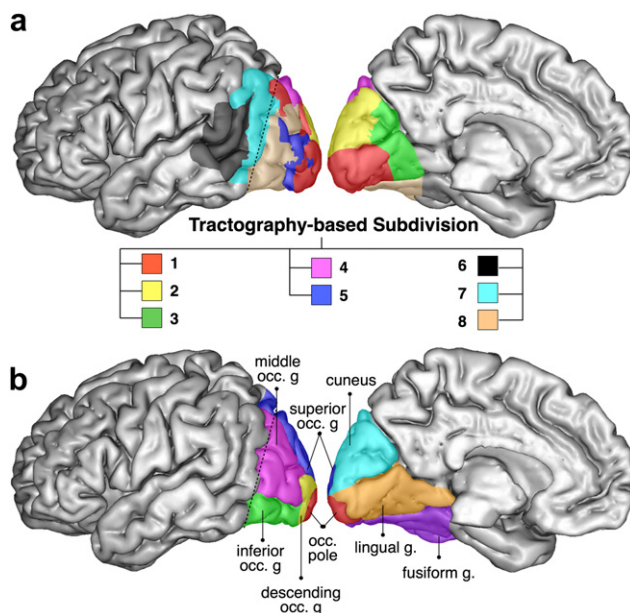 a
Tractography-based Subdivision
1
4
6
2
5
7
3
8
b
middle
occ. g
superior
occ. g
cuneus
inferior
occ. g
occ.
pole
lingual g.
fusiform g.
descending
occ. g